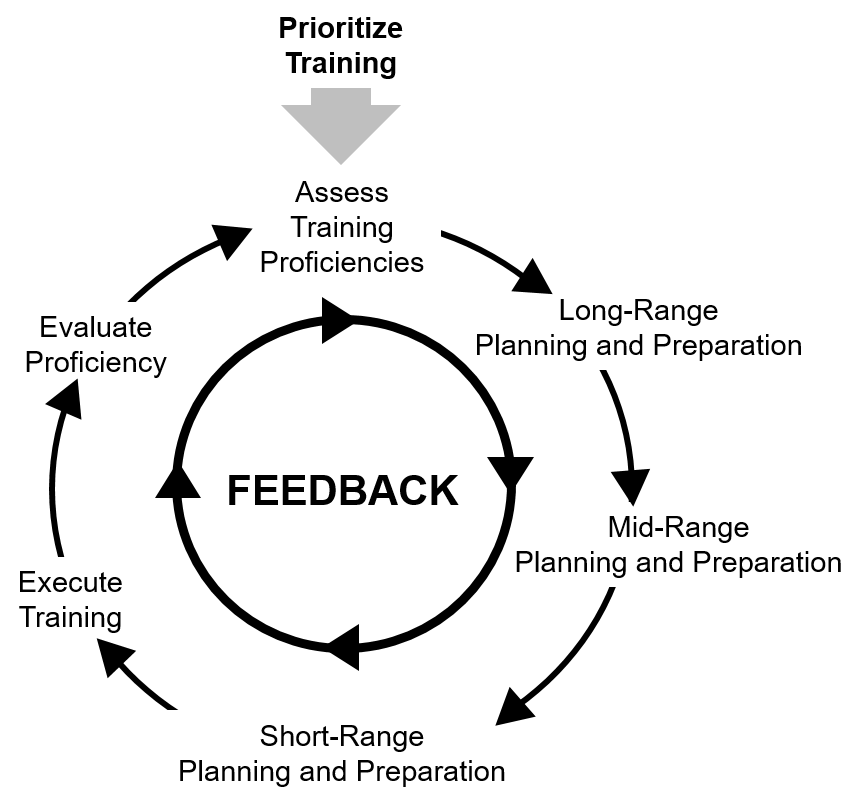 Prioritize
Training
Assess
Training
Proficiencies
Long-Range
Planning and Preparation
Mid-Range
Planning and Preparation
Short-Range
Planning and Preparation
Execute
Training
Evaluate
Proficiency
FEEDBACK